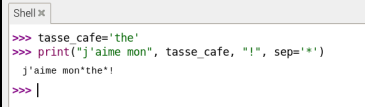 Shell ×
>>> tasse_cafe='the'
>>> print("j'aime mon", tasse_cafe, "!", sep='*')
j'aime mon*the*!
>>>